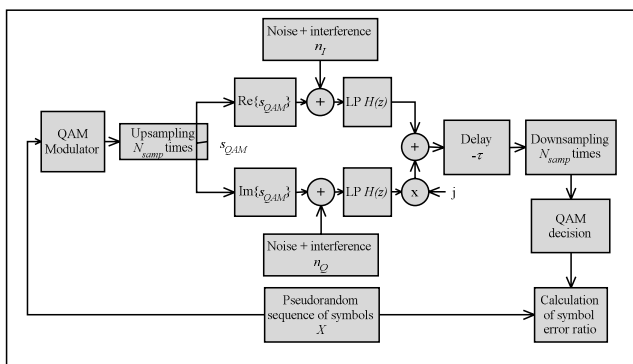 Noise + interference
n_I
Re{s_QAM}
+
LP H(z)
QAM
Modulator
Upsampling
N_samp times
s_QAM
+
Delay
-τ
Downsampling
N_samp times
Im{s_QAM}
+
LP H(z)
x
j
QAM
decision
Noise + interference
n_Q
Pseudorandom
sequence of symbols
X
Calculation
of symbol
error ratio